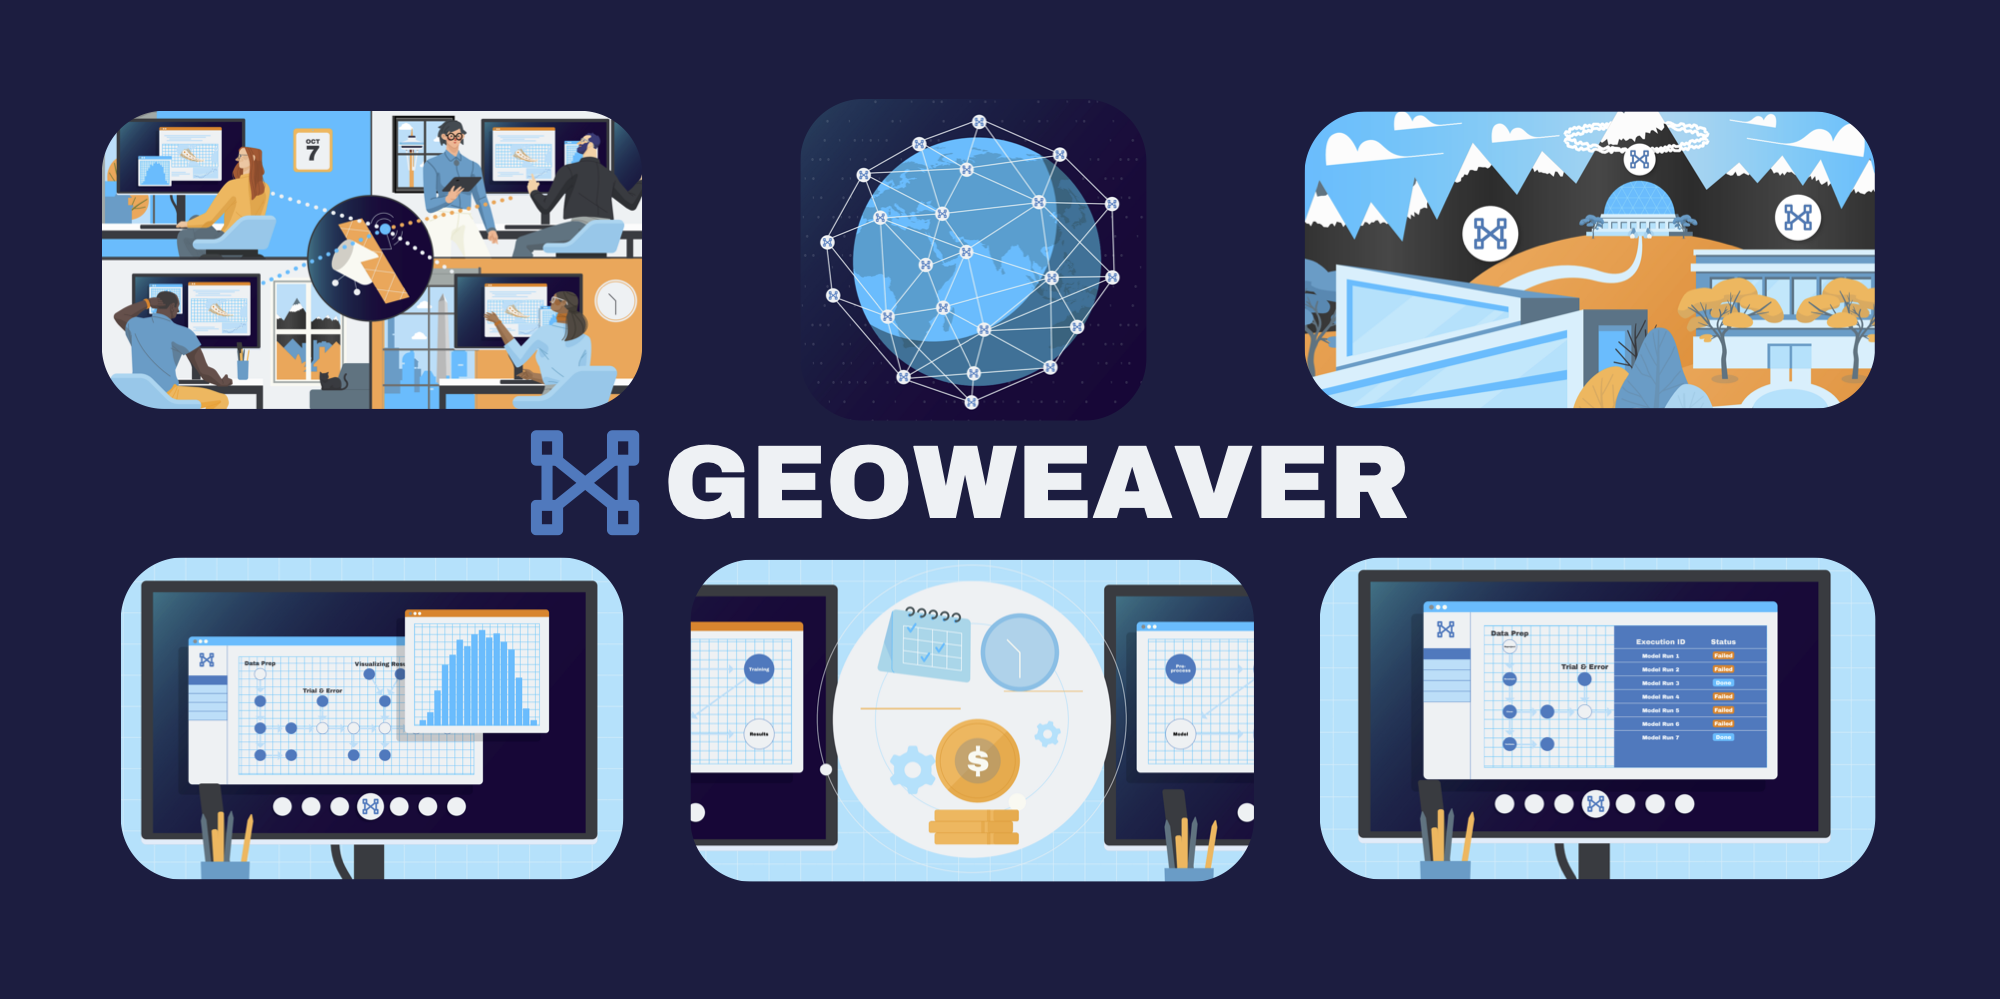 OCT
7
GEOWEAVER
Data Prep
Visualizing
Trial & Error
Training
Results
$
Pre-
process
Model
Data Prep
Trial & Error
Execution ID Status
Model Run 1 Failed
Model Run 2 Failed
Model Run 3 Done
Model Run 4 Failed
Model Run 5 Failed
Model Run 6 Failed
Model Run 7 Done